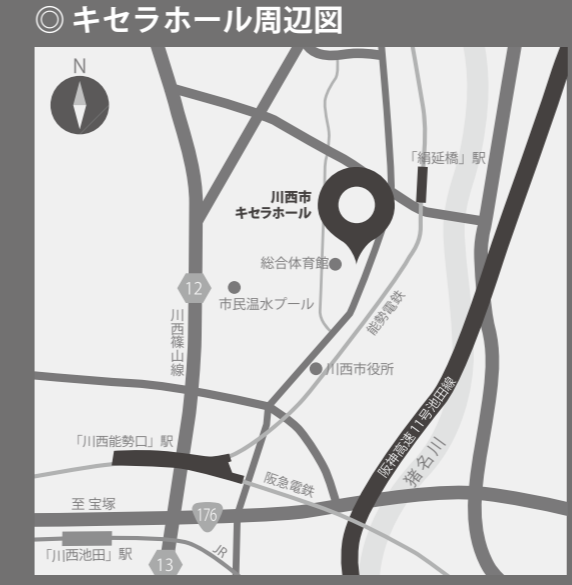 ◎ キセラホール周辺図
N
「絹延橋」駅
川西市
キセラホール
総合体育館
12
市民温水プール
川西篠山線
能勢電鉄
川西市役所
阪神高速11号池田線
猪名川
「川西能勢口」駅
阪急電鉄
至 宝塚
176
「川西池田」駅
JR
13